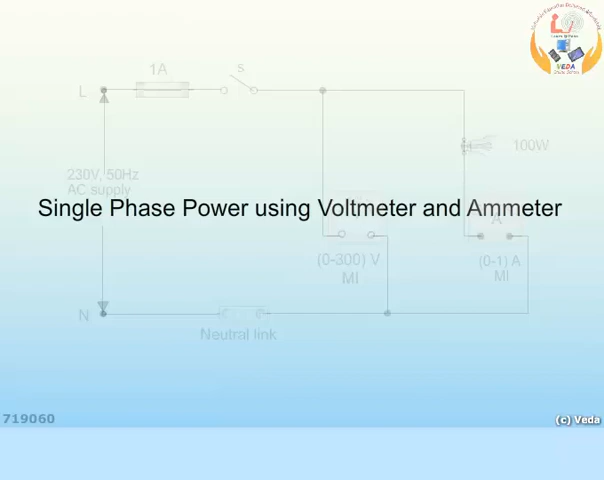 1A
S
L
100W
230V, 50Hz
AC supply
Single Phase Power using Voltmeter and Ammeter
A
(0-300) V
MI
(0-1) A
MI
N
Neutral link
VEDA
719060
(c) Veda